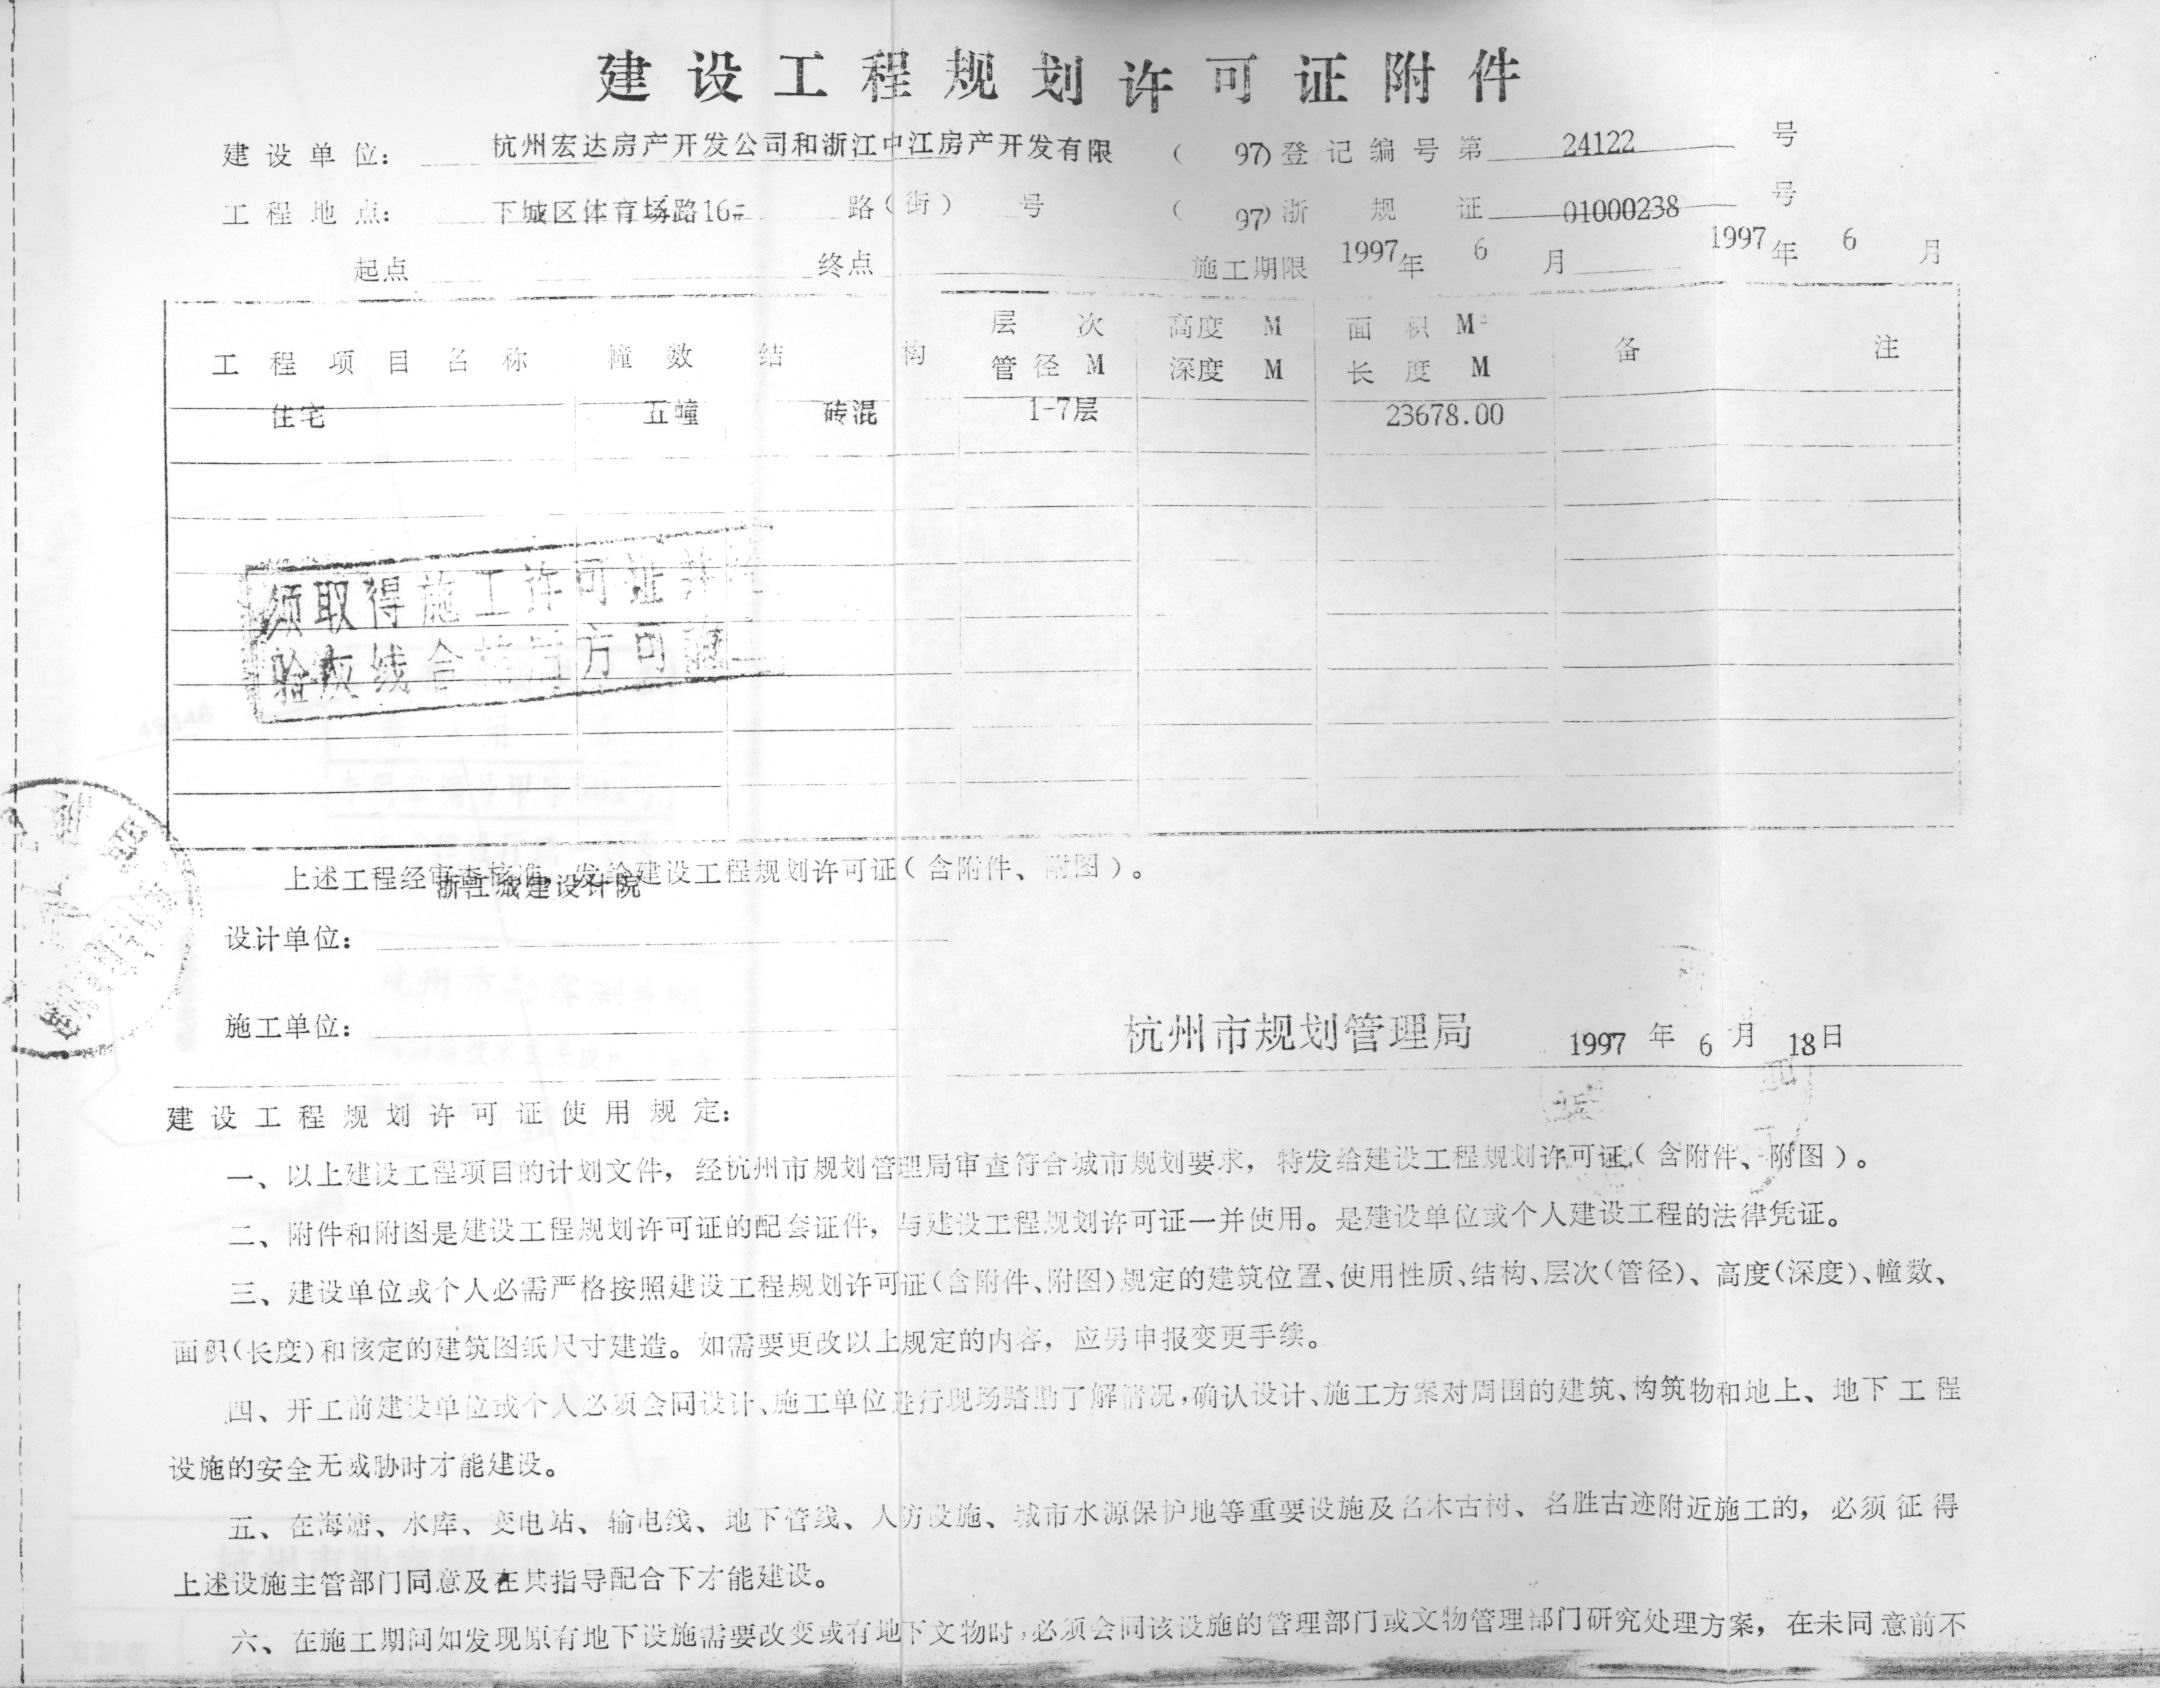 建设工程规划许可证附件
建设单位： 杭州宏达房产开发公司和浙江中江房产开发有限 （ 97）登记编号第 24122 号
工程地点： 下城区体育场路16# 路（街） 号 （ 97）浙规证 01000238 号
起点 终点 施工期限 1997年 6 月 1997年 6 月
工程项目名称 幢数 结构 层次 高度 M 面积 M² 备注
管径 M 深度 M 长度 M
住宅 五幢 砖混 1-7层 23678.00
须取得施工许可证并经
验灰线合格后方可施工
上述工程经审查核准，发给建设工程规划许可证（含附件、附图）。
浙江城建设计院
设计单位：
施工单位：
杭州市规划管理局 1997 年 6 月 18日
建设工程规划许可证使用规定：
一、以上建设工程项目的计划文件，经杭州市规划管理局审查符合城市规划要求，特发给建设工程规划许可证（含附件、附图）。
二、附件和附图是建设工程规划许可证的配套证件，与建设工程规划许可证一并使用。是建设单位或个人建设工程的法律凭证。
三、建设单位或个人必需严格按照建设工程规划许可证（含附件、附图）规定的建筑位置、使用性质、结构、层次（管径）、高度（深度）、幢数、
面积（长度）和核定的建筑图纸尺寸建造。如需要更改以上规定的内容，应另申报变更手续。
四、开工前建设单位或个人必须会同设计、施工单位进行现场踏勘了解情况，确认设计、施工方案对周围的建筑、构筑物和地上、地下工程
设施的安全无威胁时才能建设。
五、在海塘、水库、变电站、输电线、地下管线、人防设施、城市水源保护地等重要设施及名木古树、名胜古迹附近施工的，必须征得
上述设施主管部门同意及在其指导配合下才能建设。
六、在施工期间如发现原有地下设施需要改变或有地下文物时，必须会同该设施的管理部门或文物管理部门研究处理方案，在未同意前不